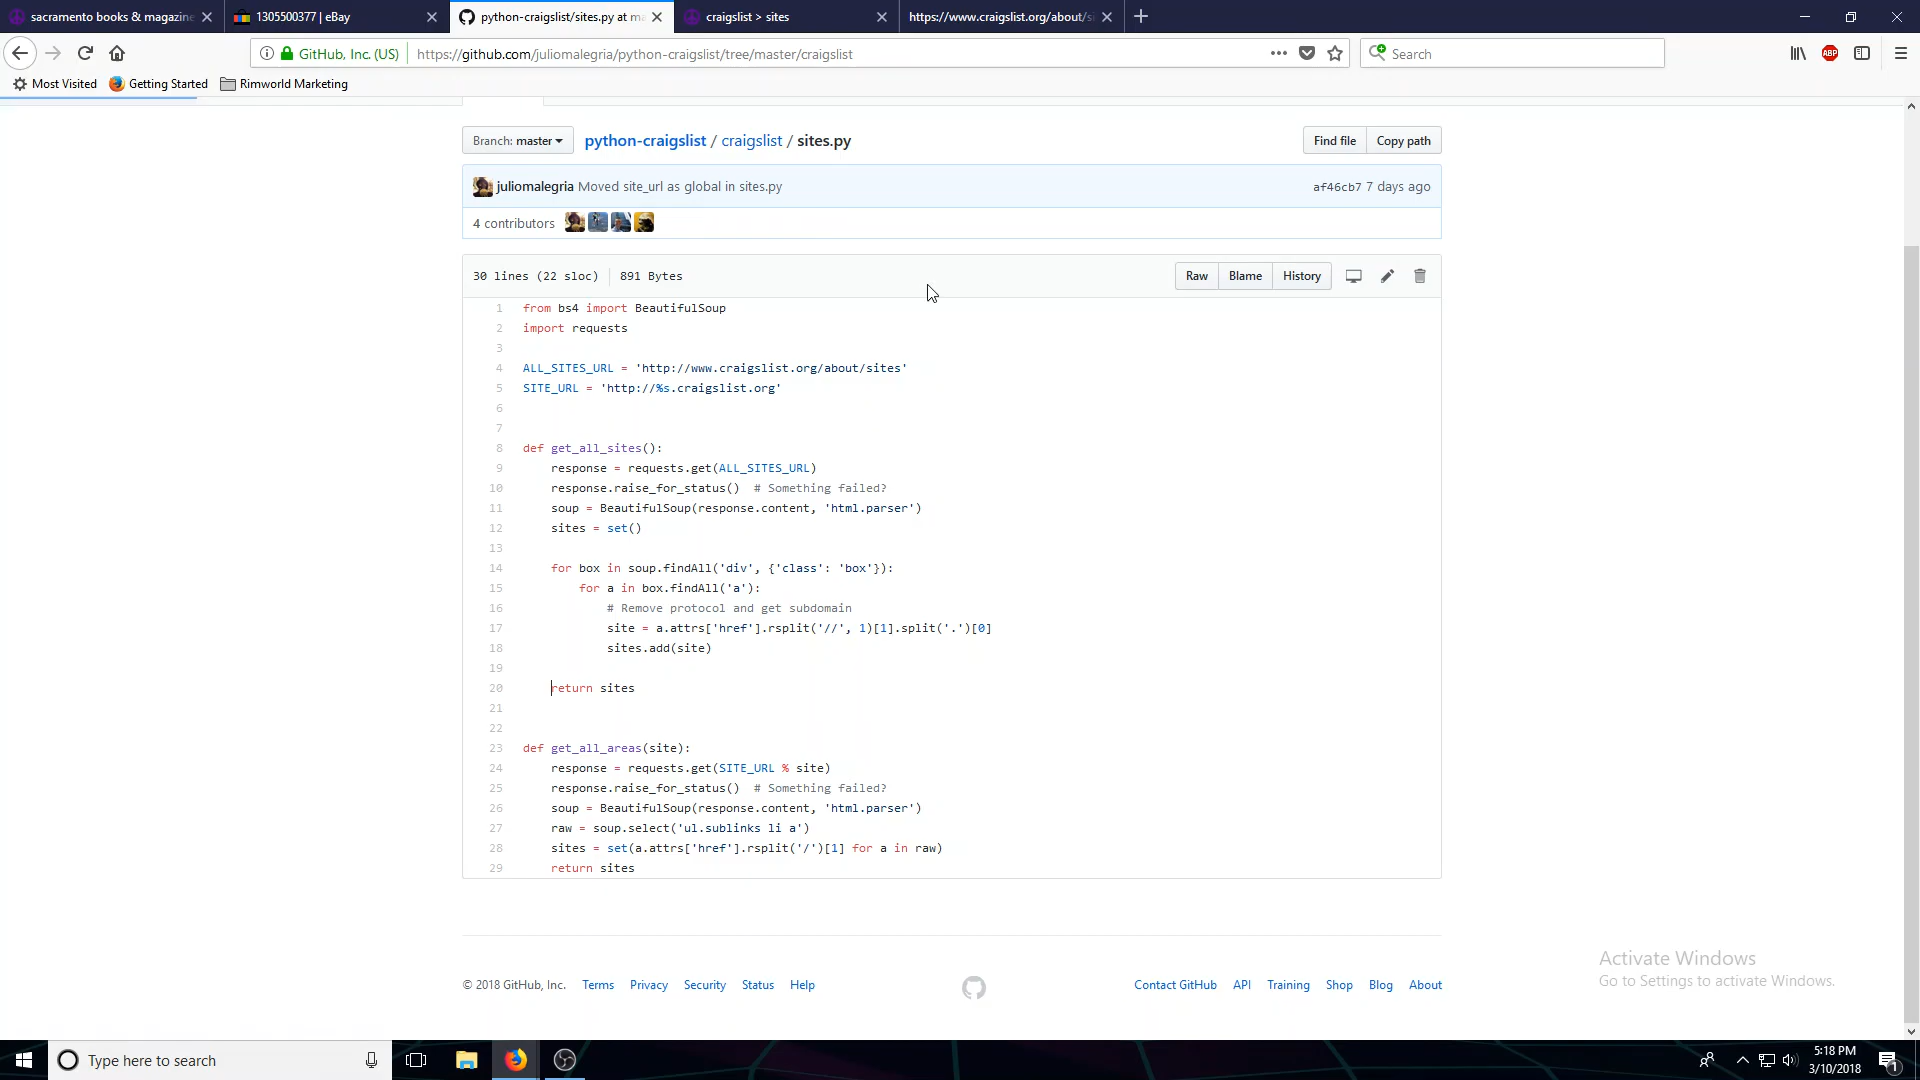 sacramento books & magazine
1305500377 | eBay
python-craigslist/sites.py at ma
craigslist > sites
https://www.craigslist.org/about/si
GitHub, Inc. (US)
https://github.com/juliomalegria/python-craigslist/tree/master/craigslist
Search
ABP
Most Visited
Getting Started
Rimworld Marketing
Branch: master
python-craigslist / craigslist / sites.py
Find file
Copy path
juliomalegria Moved site_url as global in sites.py
af46cb7 7 days ago
4 contributors
30 lines (22 sloc) | 891 Bytes
Raw
Blame
History
1 from bs4 import BeautifulSoup
2 import requests
3
4 ALL_SITES_URL = 'http://www.craigslist.org/about/sites'
5 SITE_URL = 'http://%s.craigslist.org'
6
7
8 def get_all_sites():
9 response = requests.get(ALL_SITES_URL)
10 response.raise_for_status() # Something failed?
11 soup = BeautifulSoup(response.content, 'html.parser')
12 sites = set()
13
14 for box in soup.findAll('div', {'class': 'box'}):
15 for a in box.findAll('a'):
16 # Remove protocol and get subdomain
17 site = a.attrs['href'].rsplit('//', 1)[1].split('.')[0]
18 sites.add(site)
19
20 return sites
21
22
23 def get_all_areas(site):
24 response = requests.get(SITE_URL % site)
25 response.raise_for_status() # Something failed?
26 soup = BeautifulSoup(response.content, 'html.parser')
27 raw = soup.select('ul.sublinks li a')
28 sites = set(a.attrs['href'].rsplit('/')[1] for a in raw)
29 return sites
Activate Windows
Go to Settings to activate Windows.
© 2018 GitHub, Inc.
Terms
Privacy
Security
Status
Help
Contact GitHub
API
Training
Shop
Blog
About
Type here to search
5:18 PM
3/10/2018
1